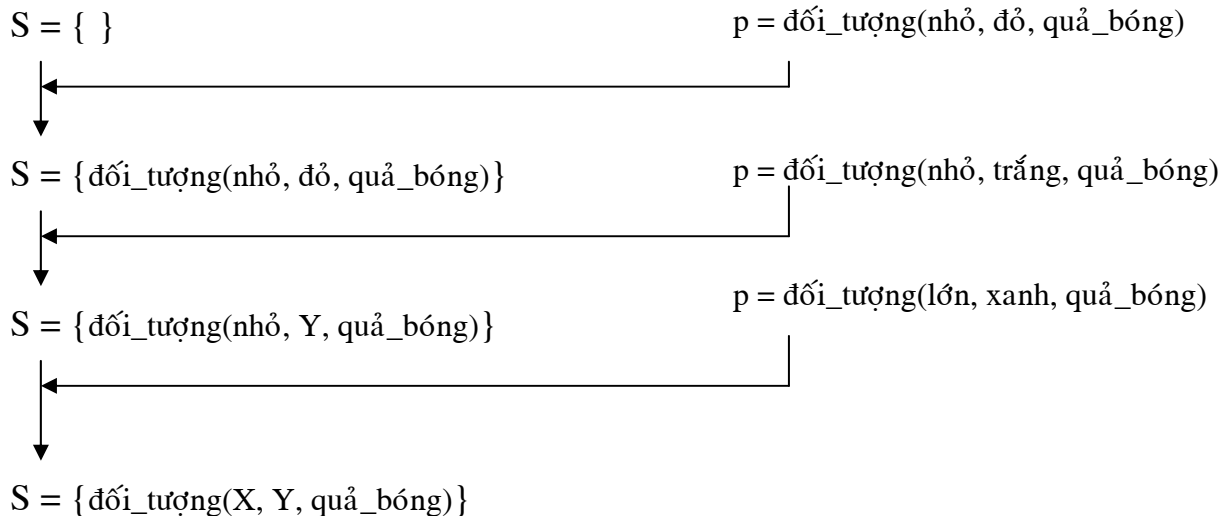 S = { }
p = đối_tượng(nhỏ, đỏ, quả_bóng)
S = {đối_tượng(nhỏ, đỏ, quả_bóng)}
p = đối_tượng(nhỏ, trắng, quả_bóng)
S = {đối_tượng(nhỏ, Y, quả_bóng)}
p = đối_tượng(lớn, xanh, quả_bóng)
S = {đối_tượng(X, Y, quả_bóng)}